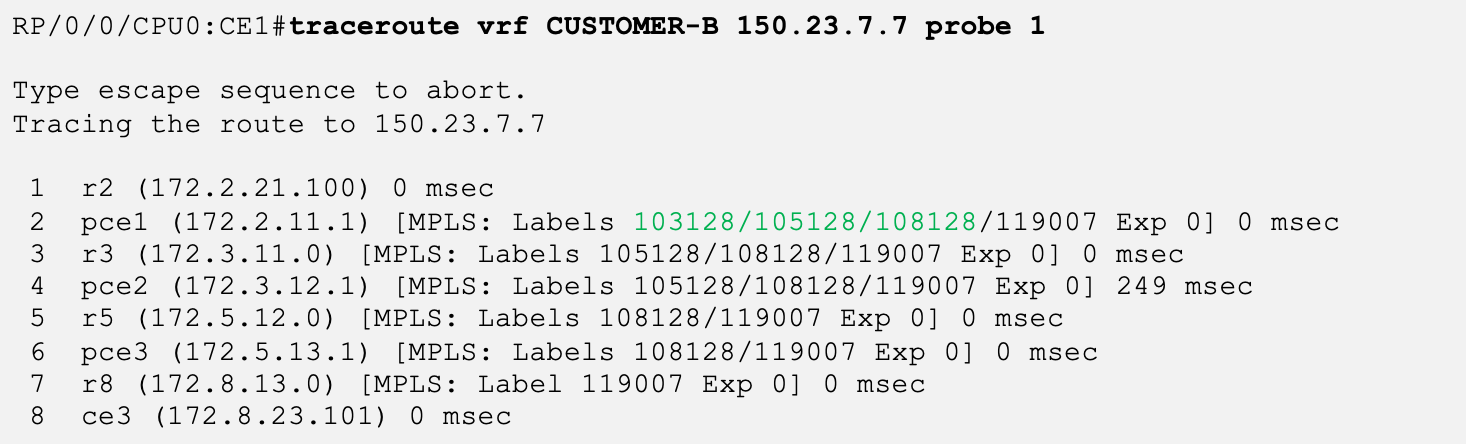 RP/0/0/CPU0:CE1#traceroute vrf CUSTOMER-B 150.23.7.7 probe 1
Type escape sequence to abort.
Tracing the route to 150.23.7.7
1 r2 (172.2.21.100) 0 msec
2 pce1 (172.2.11.1) [MPLS: Labels 103128/105128/108128/119007 Exp 0] 0 msec
3 r3 (172.3.11.0) [MPLS: Labels 105128/108128/119007 Exp 0] 0 msec
4 pce2 (172.3.12.1) [MPLS: Labels 105128/108128/119007 Exp 0] 249 msec
5 r5 (172.5.12.0) [MPLS: Labels 108128/119007 Exp 0] 0 msec
6 pce3 (172.5.13.1) [MPLS: Labels 108128/119007 Exp 0] 0 msec
7 r8 (172.8.13.0) [MPLS: Label 119007 Exp 0] 0 msec
8 ce3 (172.8.23.101) 0 msec